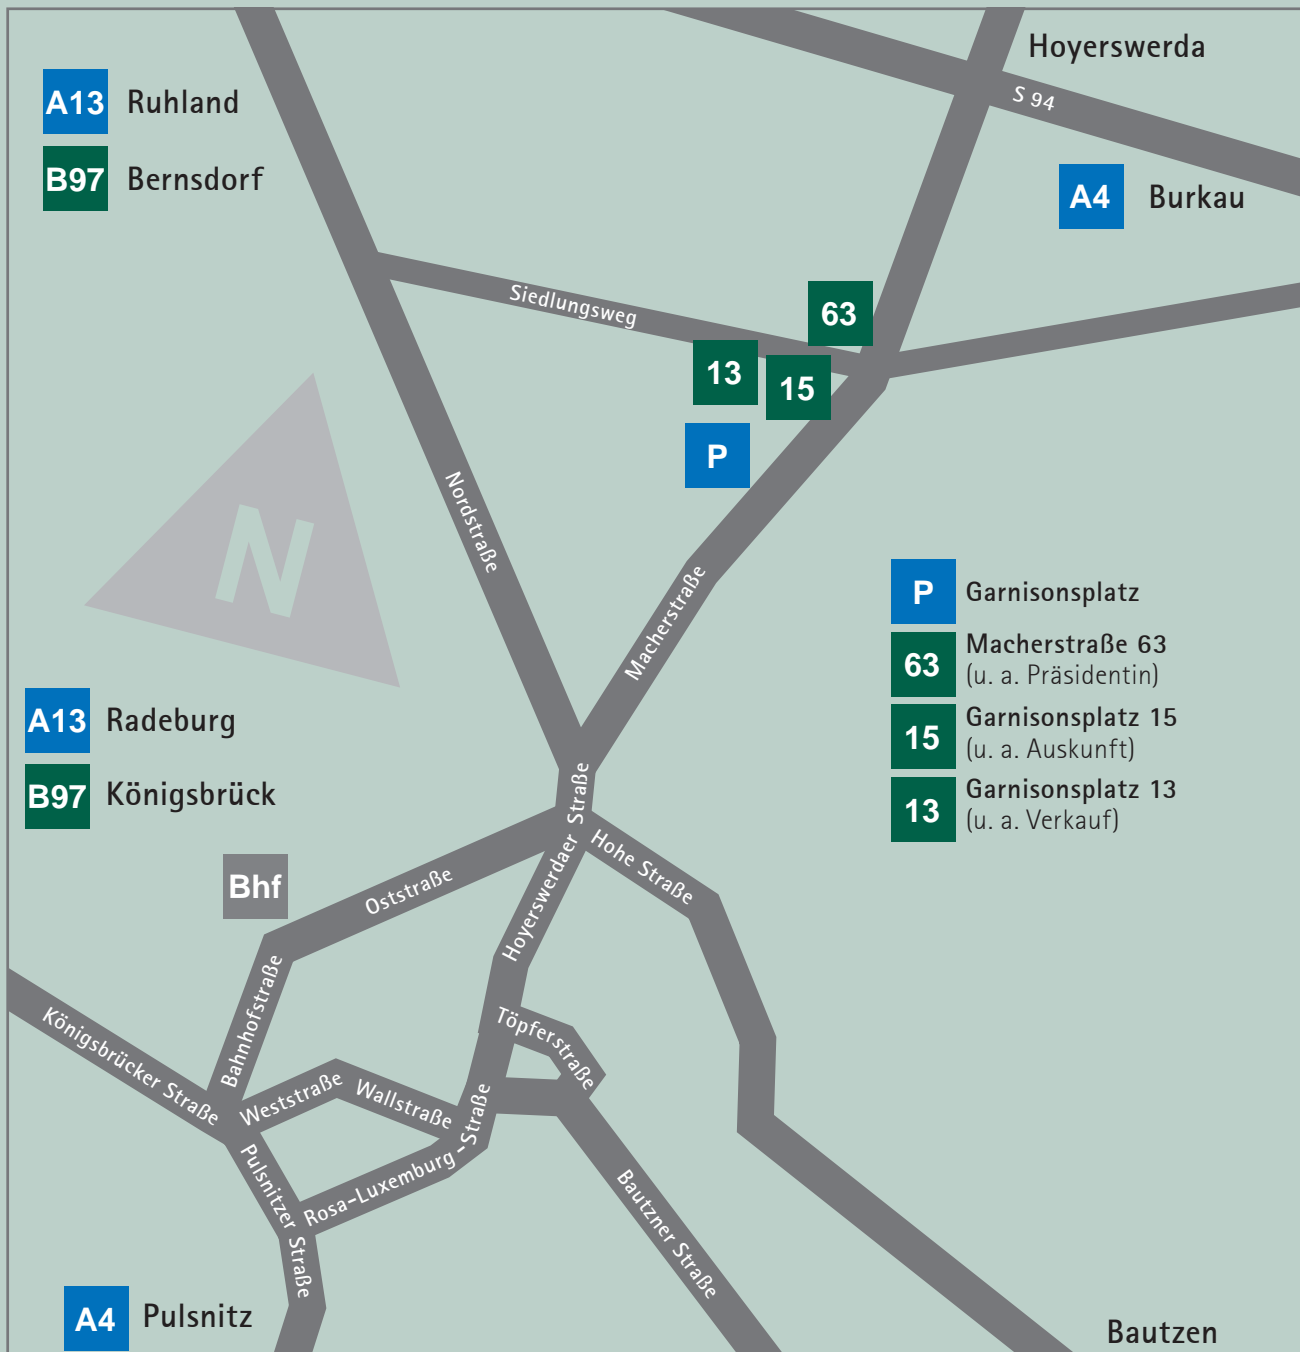 Hoyerswerda
S 94
A13 Ruhland
B97 Bernsdorf
A4 Burkau
Siedlungsweg
63
13
15
P
N
Nordstraße
Macherstraße
P Garnisonsplatz
63 Macherstraße 63
(u. a. Präsidentin)
15 Garnisonsplatz 15
(u. a. Auskunft)
13 Garnisonsplatz 13
(u. a. Verkauf)
A13 Radeburg
B97 Königsbrück
Bhf
Oststraße
Hoyerswerdaer Straße
Hohe Straße
Bahnhofstraße
Königsbrücker Straße
Töpferstraße
Weststraße
Wallstraße
Rosa-Luxemburg-Straße
Pulsnitzer Straße
Bautzner Straße
A4 Pulsnitz
Bautzen